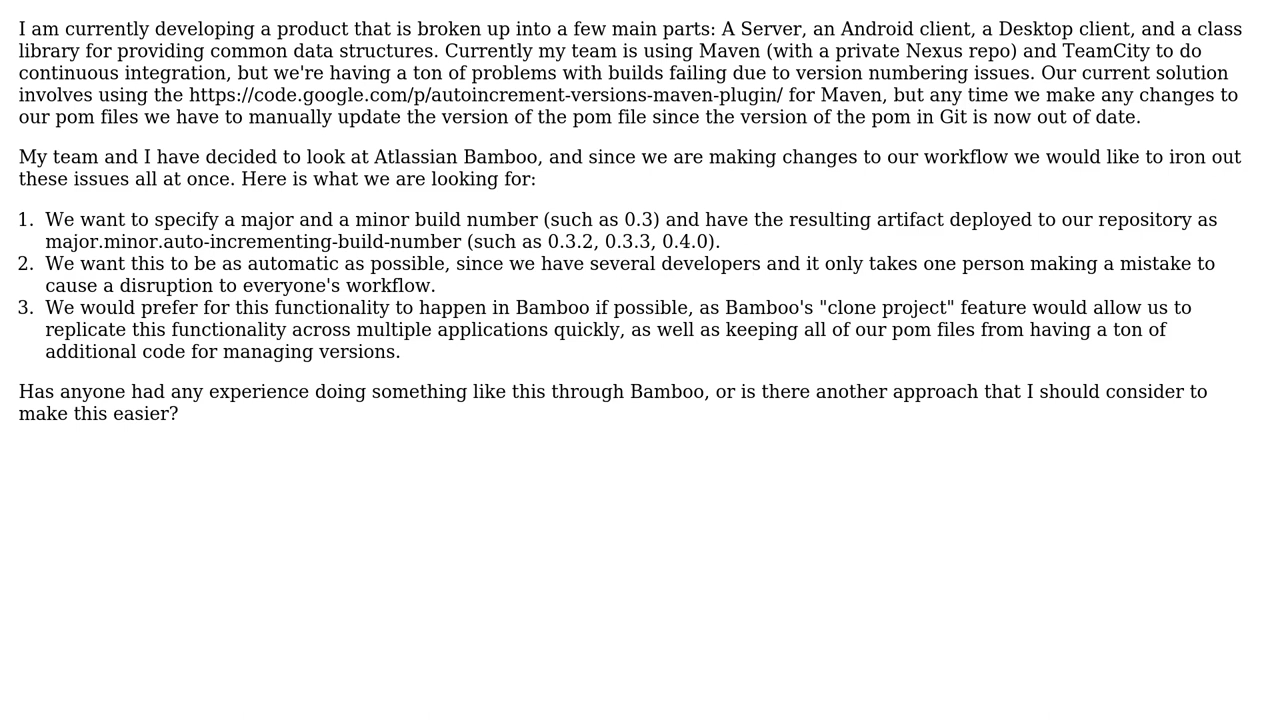 I am currently developing a product that is broken up into a few main parts: A Server, an Android client, a Desktop client, and a class
library for providing common data structures. Currently my team is using Maven (with a private Nexus repo) and TeamCity to do
continuous integration, but we're having a ton of problems with builds failing due to version numbering issues. Our current solution
involves using the https://code.google.com/p/autoincrement-versions-maven-plugin/ for Maven, but any time we make any changes to
our pom files we have to manually update the version of the pom file since the version of the pom in Git is now out of date.
My team and I have decided to look at Atlassian Bamboo, and since we are making changes to our workflow we would like to iron out
these issues all at once. Here is what we are looking for:
1. We want to specify a major and a minor build number (such as 0.3) and have the resulting artifact deployed to our repository as
major.minor.auto-incrementing-build-number (such as 0.3.2, 0.3.3, 0.4.0).
2. We want this to be as automatic as possible, since we have several developers and it only takes one person making a mistake to
cause a disruption to everyone's workflow.
3. We would prefer for this functionality to happen in Bamboo if possible, as Bamboo's "clone project" feature would allow us to
replicate this functionality across multiple applications quickly, as well as keeping all of our pom files from having a ton of
additional code for managing versions.
Has anyone had any experience doing something like this through Bamboo, or is there another approach that I should consider to
make this easier?